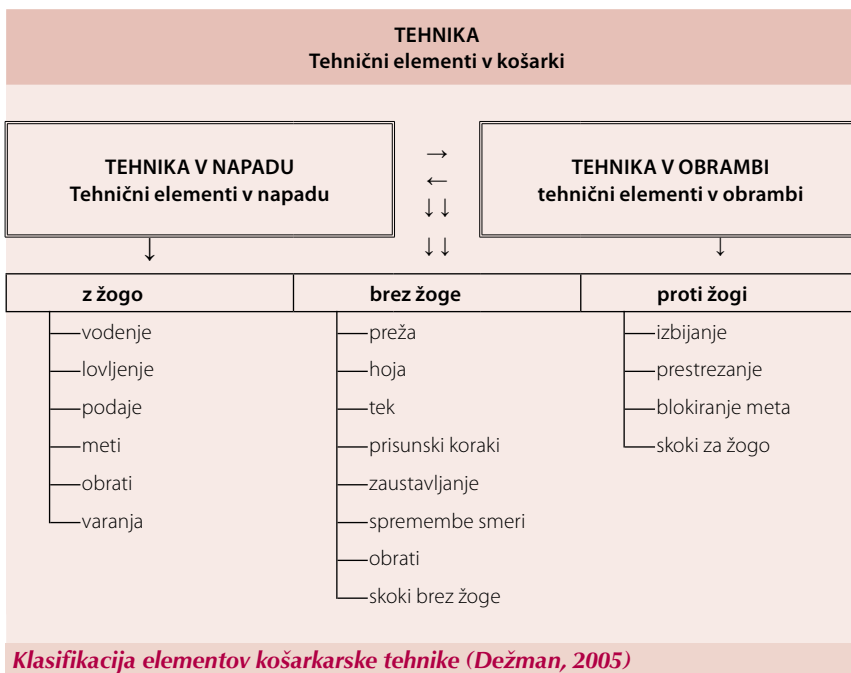 TEHNIKA
Tehnični elementi v košarki
TEHNIKA V NAPADU
Tehnični elementi v napadu
→
←
↓↓
↓↓
TEHNIKA V OBRAMBI
tehnični elementi v obrambi
↓
↓
z žogo
vodenje
lovljenje
podaje
meti
obrati
varanja
brez žoge
preža
hoja
tek
prisunski koraki
zaustavljanje
spremembe smeri
obrati
skoki brez žoge
proti žogi
izbijanje
prestrezanje
blokiranje meta
skoki za žogo
Klasifikacija elementov košarkarske tehnike (Dežman, 2005)